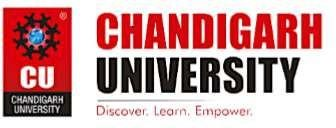 CU
CHANDIGARH
UNIVERSITY
CHANDIGARH
UNIVERSITY
Discover. Learn. Empower.